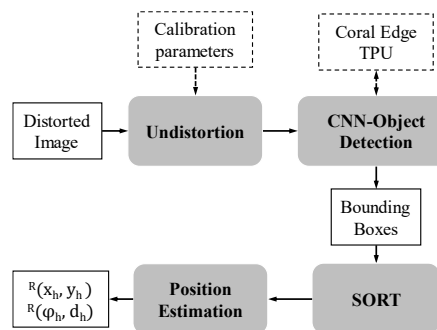 Calibration
parameters
Coral Edge
TPU
Distorted
Image
Undistortion
CNN-Object
Detection
Bounding
Boxes
ᴿ(xₕ, yₕ)
ᴿ(φₕ, dₕ)
Position
Estimation
SORT